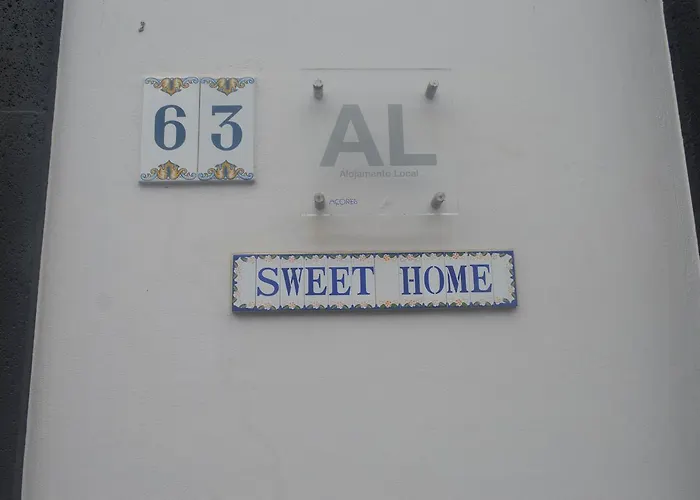 63
AL
Alojamento Local
AÇORES
SWEET HOME